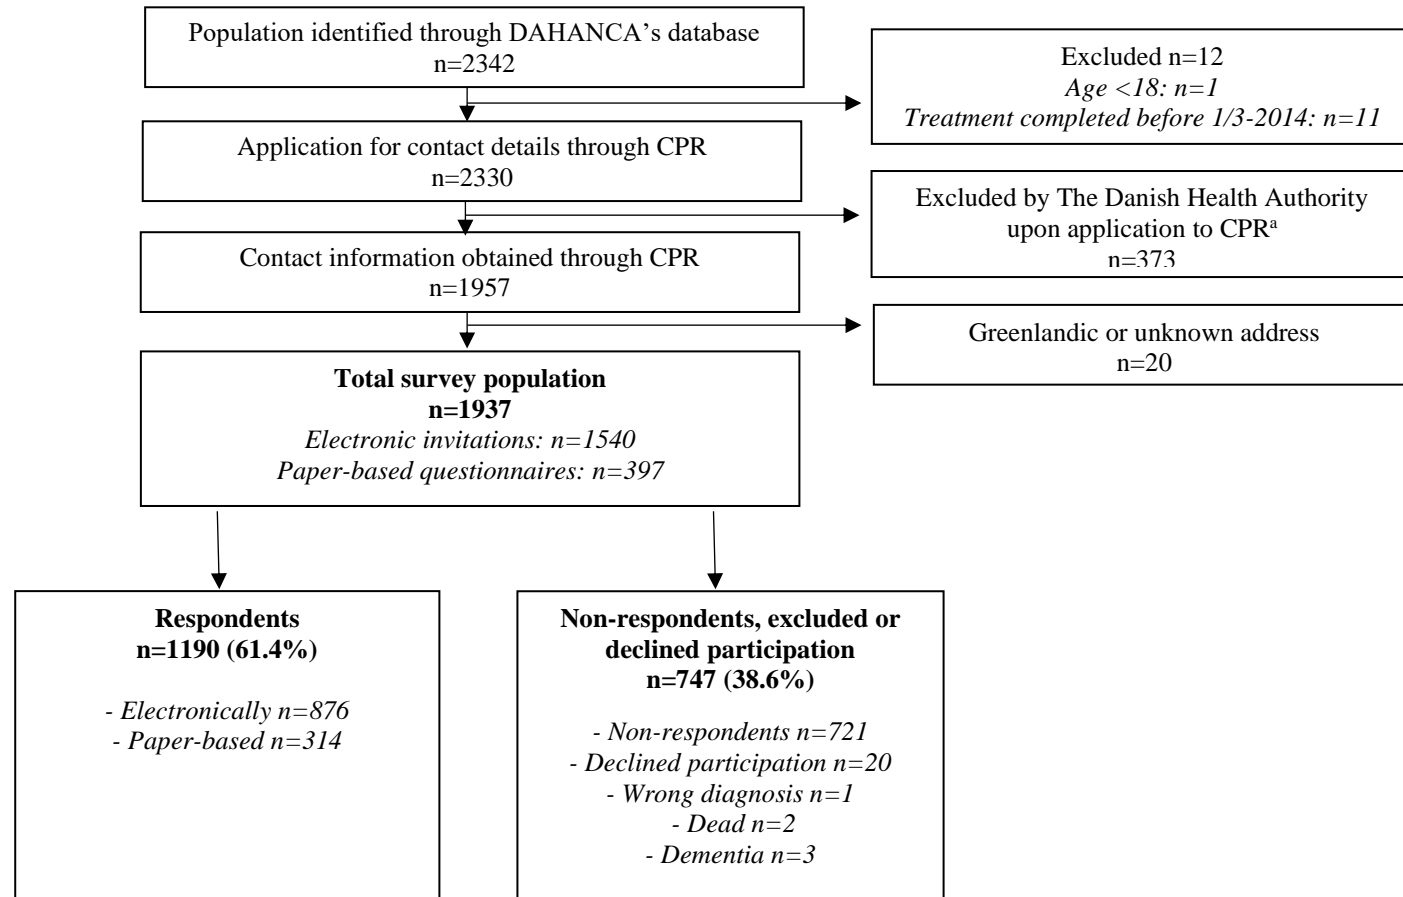 Population identified through DAHANCA’s database
n=2342
Excluded n=12
Age <18: n=1
Treatment completed before 1/3-2014: n=11
Application for contact details through CPR
n=2330
Excluded by The Danish Health Authority
upon application to CPRᵃ
n=373
Contact information obtained through CPR
n=1957
Greenlandic or unknown address
n=20
Total survey population
n=1937
Electronic invitations: n=1540
Paper-based questionnaires: n=397
Respondents
n=1190 (61.4%)
- Electronically n=876
- Paper-based n=314
Non-respondents, excluded or
declined participation
n=747 (38.6%)
- Non-respondents n=721
- Declined participation n=20
- Wrong diagnosis n=1
- Dead n=2
- Dementia n=3